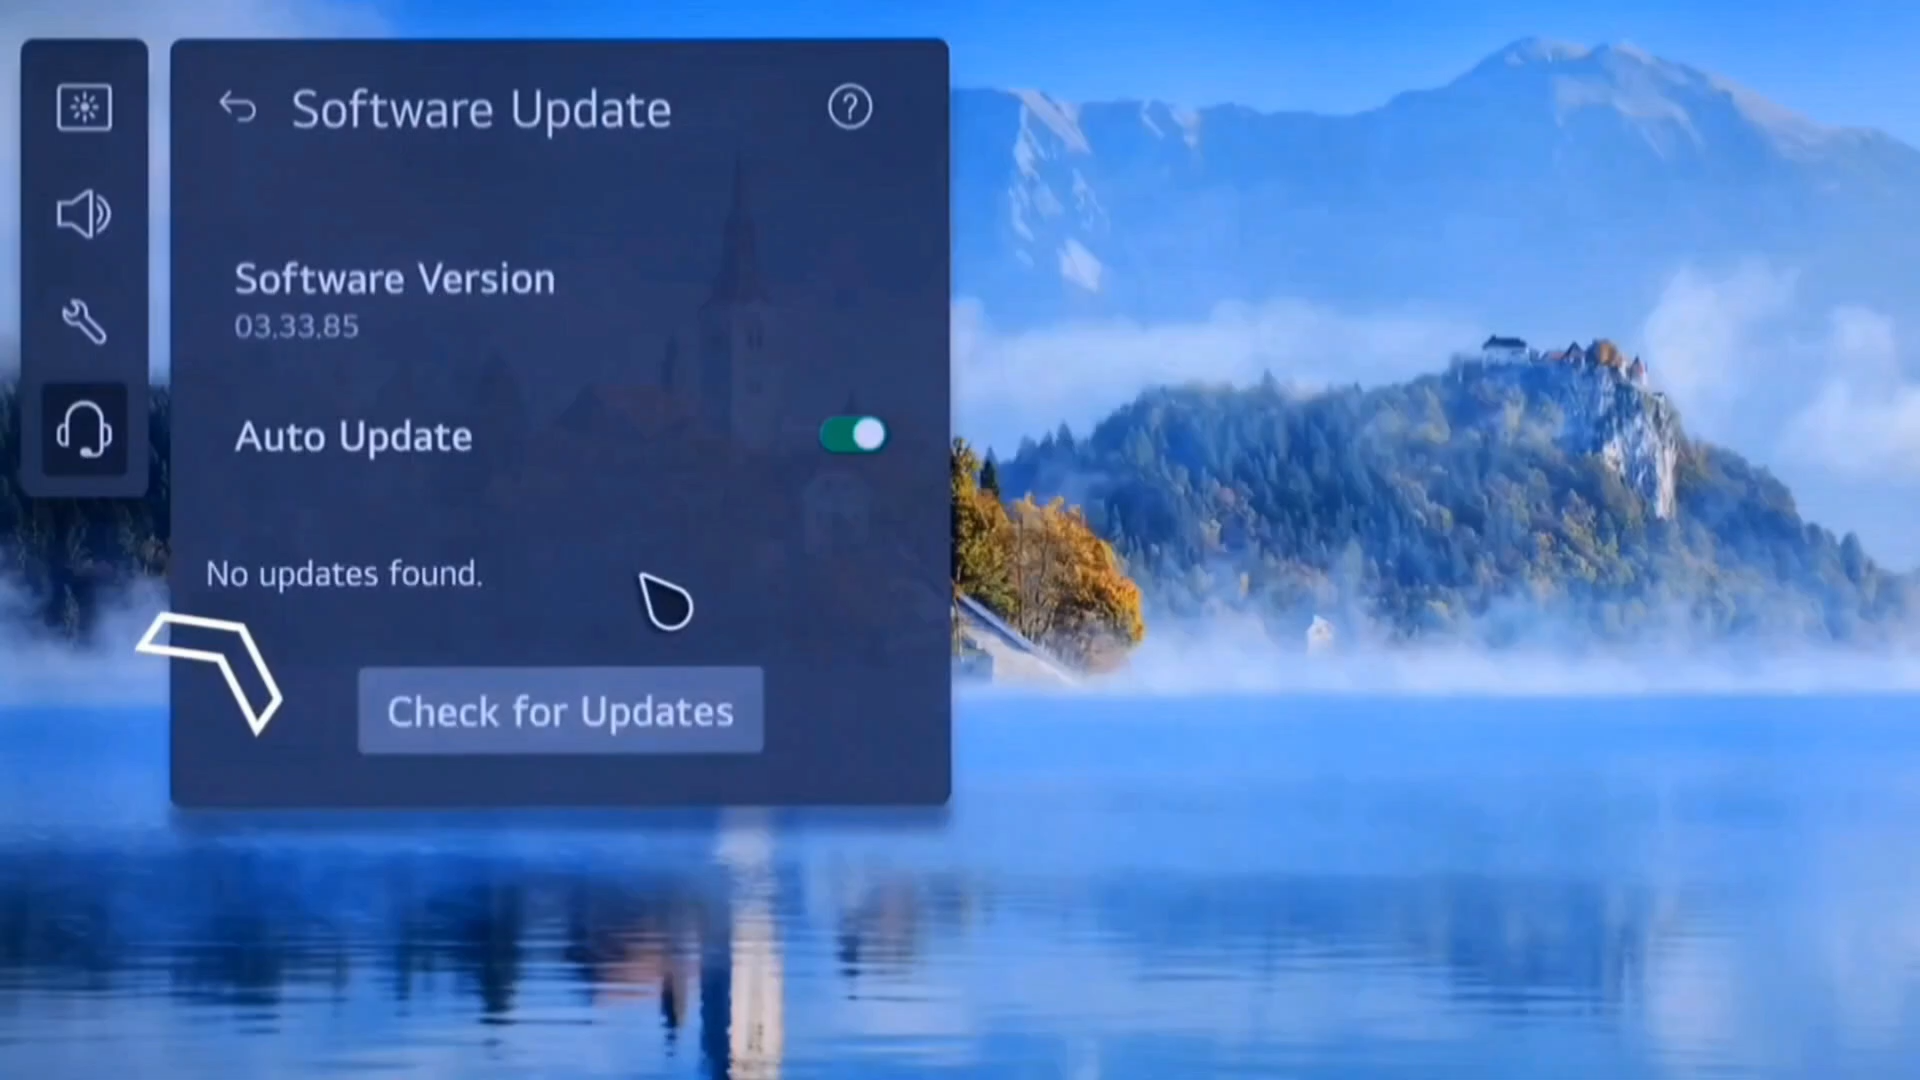 Software Update
Software Version
03.33.85
Auto Update
No updates found.
Check for Updates